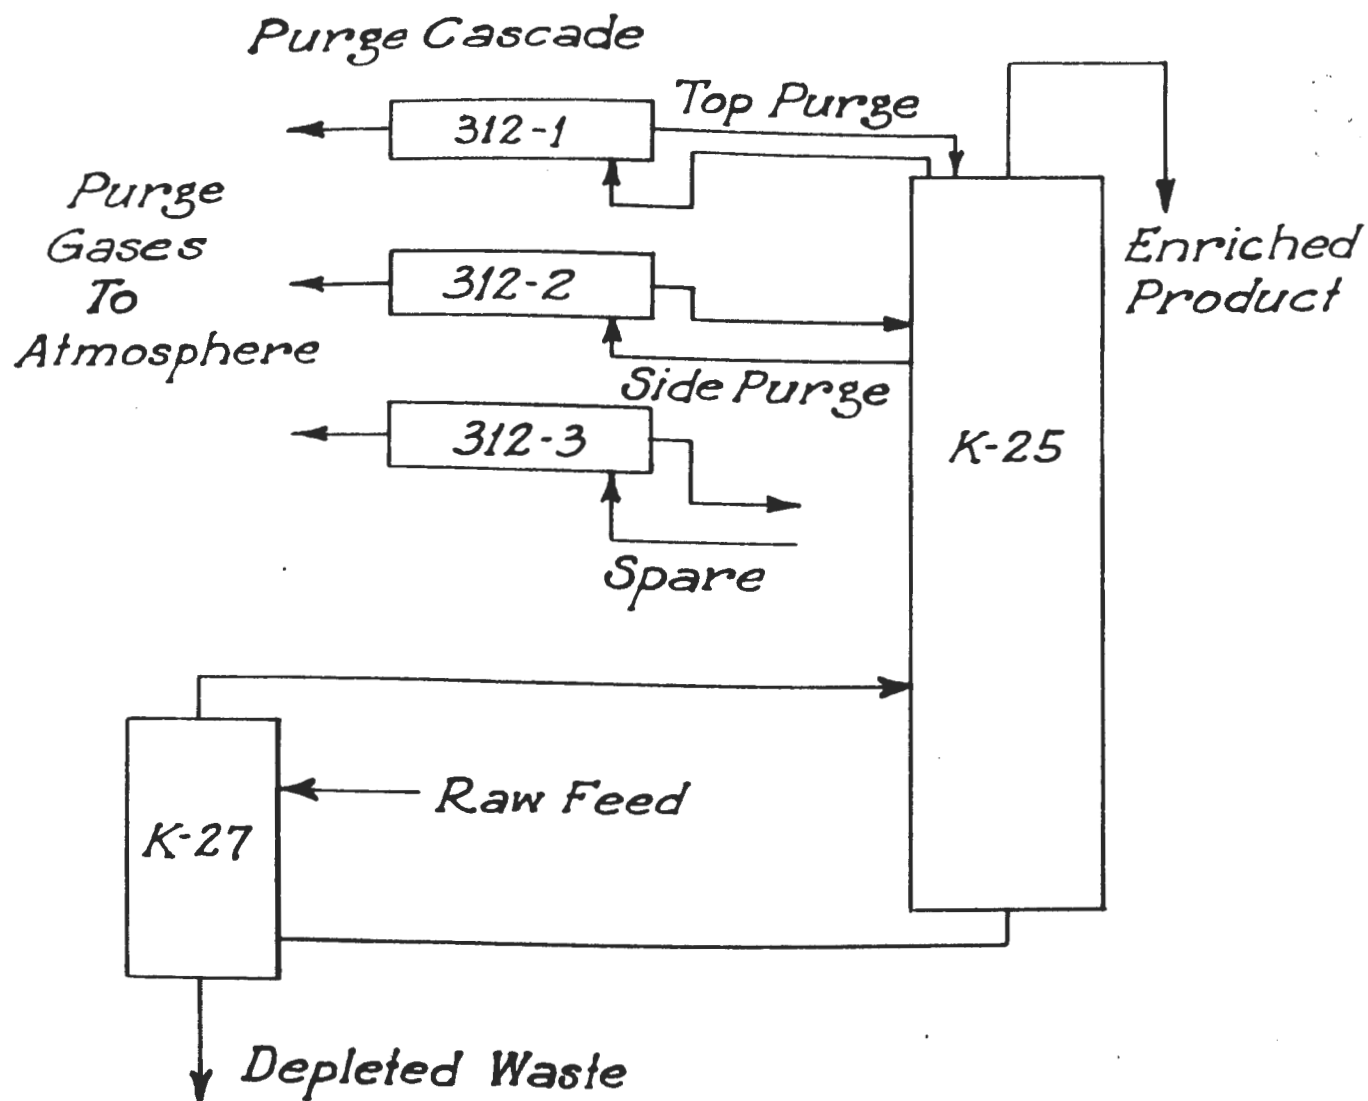 Purge Cascade
312-1
Top Purge
Purge
Gases
To
Atmosphere
312-2
Side Purge
Enriched
Product
312-3
Spare
K-25
Raw Feed
K-27
Depleted Waste